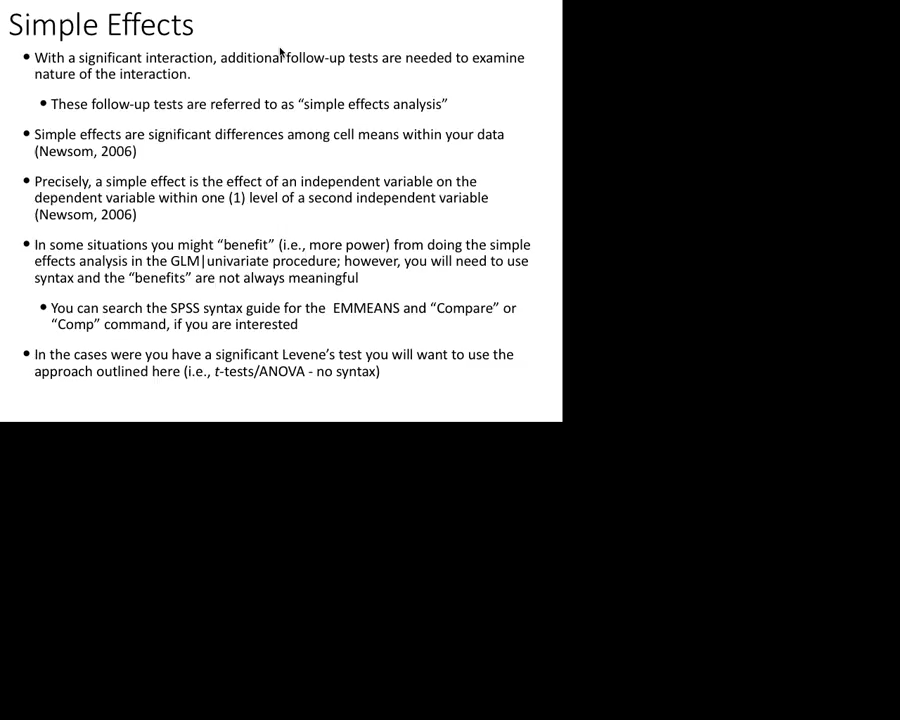 Simple Effects
• With a significant interaction, additional follow-up tests are needed to examine
nature of the interaction.
• These follow-up tests are referred to as “simple effects analysis”
• Simple effects are significant differences among cell means within your data
(Newsom, 2006)
• Precisely, a simple effect is the effect of an independent variable on the
dependent variable within one (1) level of a second independent variable
(Newsom, 2006)
• In some situations you might “benefit” (i.e., more power) from doing the simple
effects analysis in the GLM|univariate procedure; however, you will need to use
syntax and the “benefits” are not always meaningful
• You can search the SPSS syntax guide for the  EMMEANS and “Compare” or
“Comp” command, if you are interested
• In the cases were you have a significant Levene’s test you will want to use the
approach outlined here (i.e., t-tests/ANOVA - no syntax)